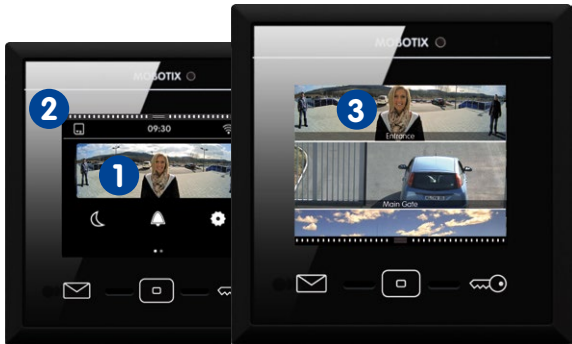 MOBOTIX
2
09:30
1
MOBOTIX
3
Entrance
Main Gate